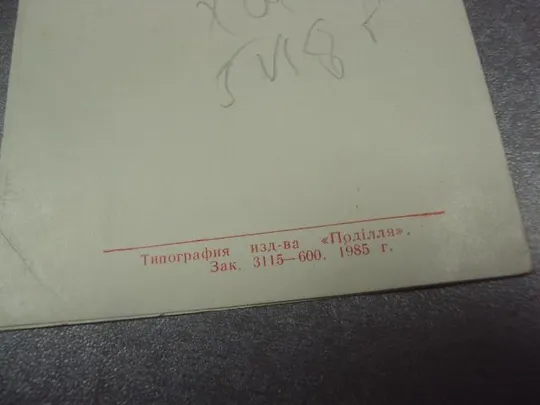 Типография изд-ва «Поділля».
Зак. 3115—600. 1985 г.